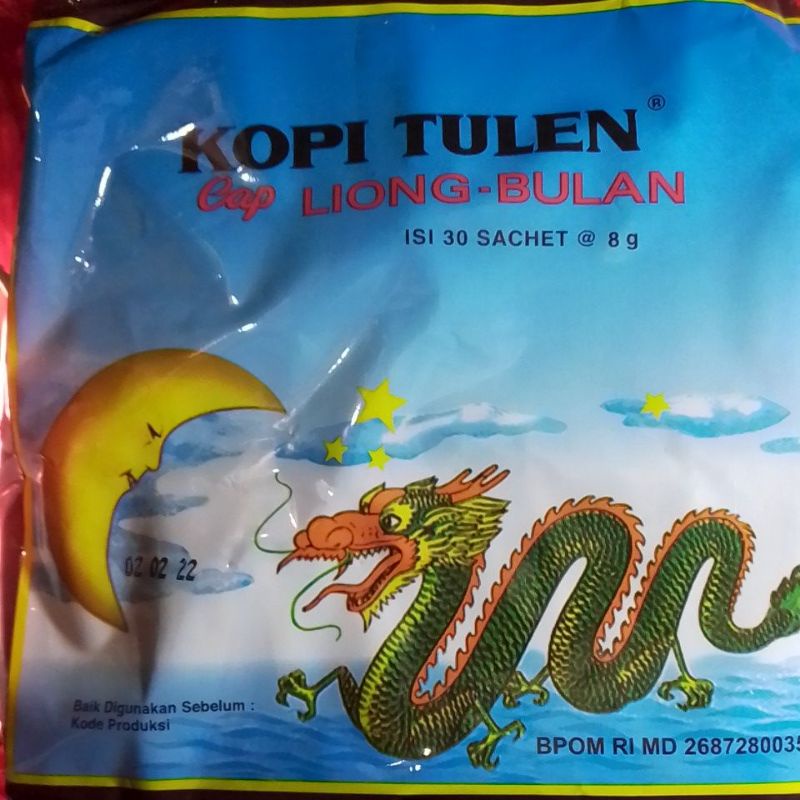 KOPI TULEN®
Cap LIONG-BULAN
ISI 30 SACHET @ 8 g
02 02 22
Baik Digunakan Sebelum :
Kode Produksi
BPOM RI MD 2687280035